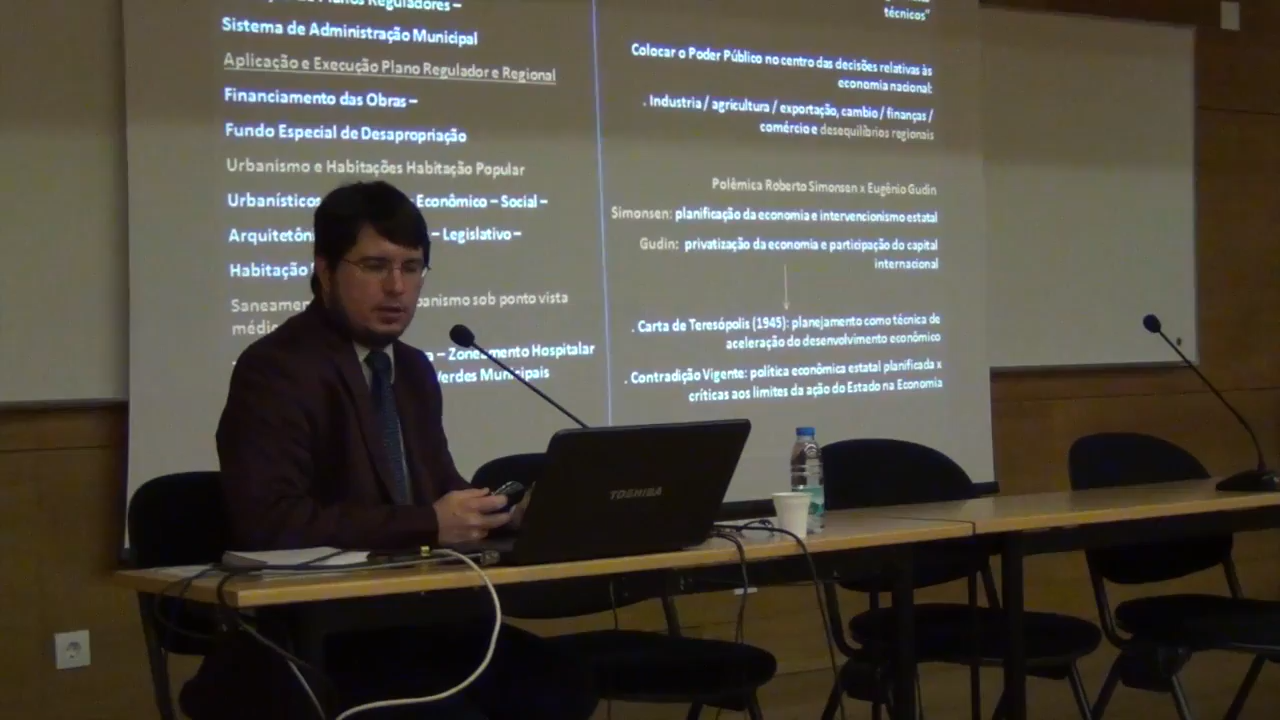 Planos Reguladores –
Sistema de Administração Municipal
Aplicação e Execução Plano Regulador e Regional
Financiamento das Obras –
Fundo Especial de Desapropriação
Urbanismo e Habitações Habitação Popular
Urbanísticos – Econômico – Social –
– Legislativo –
Habitação
sob ponto vista
– Zoneamento Hospitalar
Verdes Municipais
técnicos"
Colocar o Poder Público no centro das decisões relativas às
economia nacional:
. Industria / agricultura / exportação, cambio / finanças /
comércio e desequilíbrios regionais
Polêmica Roberto Simonsen x Eugênio Gudin
Simonsen: planificação da economia e intervencionismo estatal
Gudin: privatização da economia e participação do capital
internacional
. Carta de Teresópolis (1945): planejamento como técnica de
aceleração do desenvolvimento econômico
. Contradição Vigente: política econômica estatal planificada x
críticas aos limites da ação do Estado na Economia
TOSHIBA